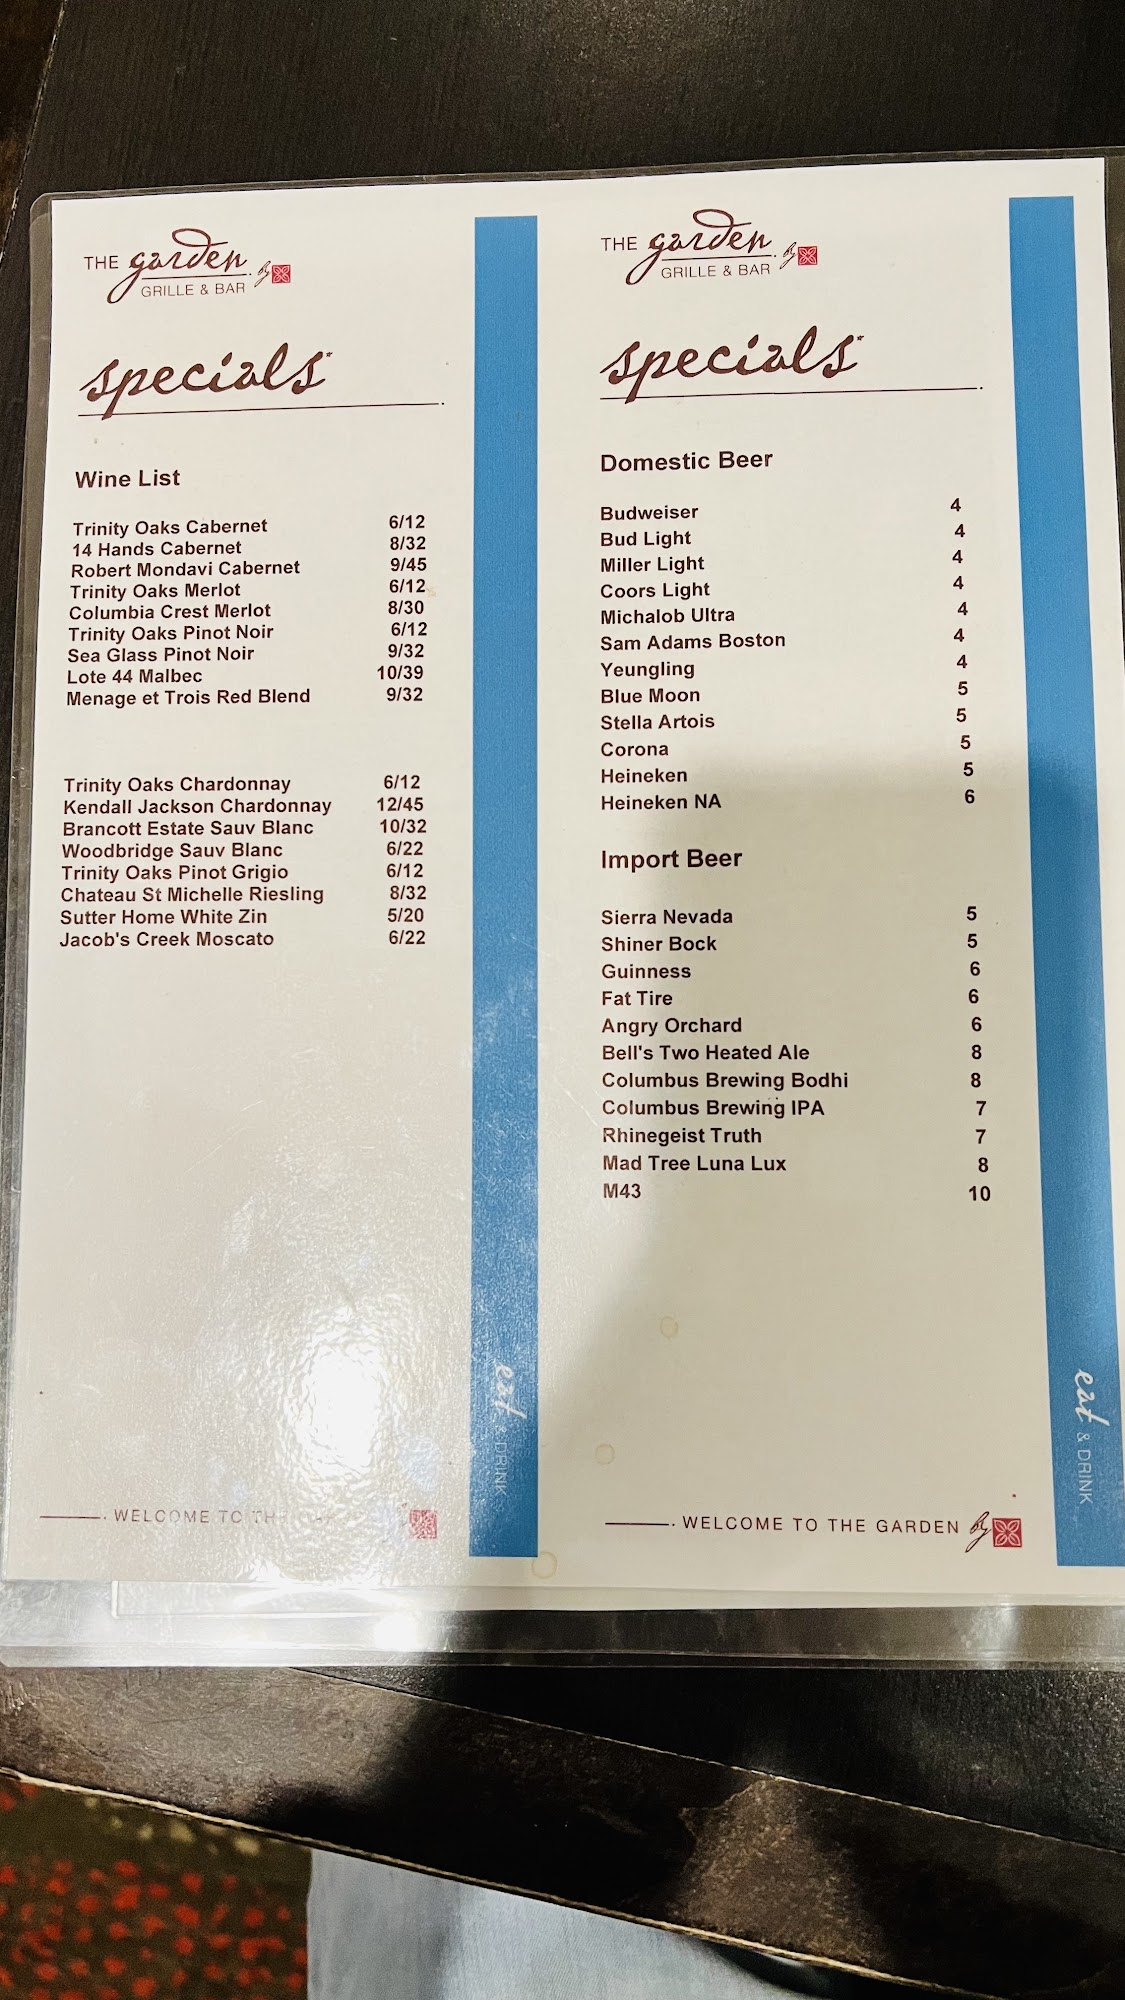 THE garden by
GRILLE & BAR
specials*
Wine List
Trinity Oaks Cabernet 6/12
14 Hands Cabernet 8/32
Robert Mondavi Cabernet 9/45
Trinity Oaks Merlot 6/12
Columbia Crest Merlot 8/30
Trinity Oaks Pinot Noir 6/12
Sea Glass Pinot Noir 9/32
Lote 44 Malbec 10/39
Menage et Trois Red Blend 9/32
Trinity Oaks Chardonnay 6/12
Kendall Jackson Chardonnay 12/45
Brancott Estate Sauv Blanc 10/32
Woodbridge Sauv Blanc 6/22
Trinity Oaks Pinot Grigio 6/12
Chateau St Michelle Riesling 8/32
Sutter Home White Zin 5/20
Jacob's Creek Moscato 6/22
eat & DRINK
WELCOME TO
THE garden by
GRILLE & BAR
specials*
Domestic Beer
Budweiser 4
Bud Light 4
Miller Light 4
Coors Light 4
Michalob Ultra 4
Sam Adams Boston 4
Yeungling 4
Blue Moon 5
Stella Artois 5
Corona 5
Heineken 5
Heineken NA 6
Import Beer
Sierra Nevada 5
Shiner Bock 5
Guinness 6
Fat Tire 6
Angry Orchard 6
Bell's Two Heated Ale 8
Columbus Brewing Bodhi 8
Columbus Brewing IPA 7
Rhinegeist Truth 7
Mad Tree Luna Lux 8
M43 10
eat & DRINK
WELCOME TO THE GARDEN by